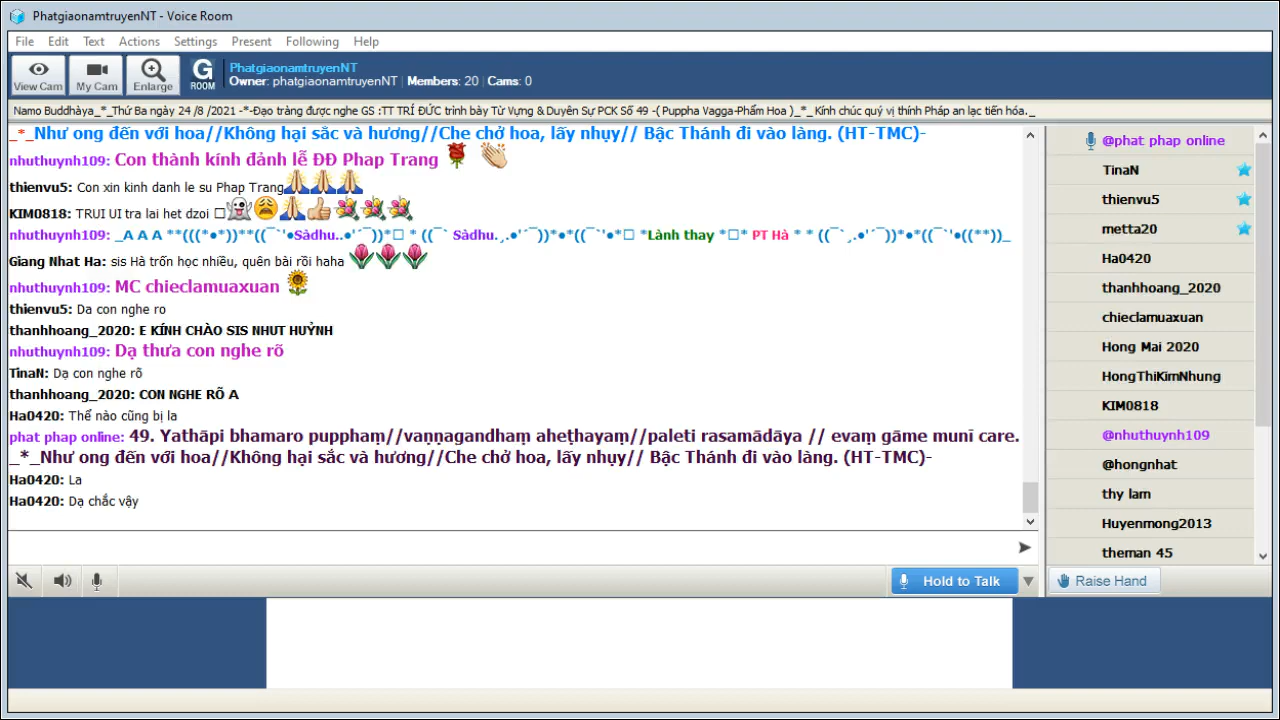 PhatgiaonamtruyenNT - Voice Room
File Edit Text Actions Settings Present Following Help
View Cam My Cam Enlarge G ROOM
PhatgiaonamtruyenNT
Owner: phatgiaonamtruyenNT | Members: 20 | Cams: 0
Namo Buddhàya_*_Thứ Ba ngày 24 /8 /2021 -*-Đạo tràng được nghe GS :TT TRÍ ĐỨC trình bày Từ Vựng & Duyên Sự PCK Số 49 -( Puppha Vagga-Phẩm Hoa )_*_Kính chúc quý vị thính Pháp an lạc tiến hóa._
_*_Như ong đến với hoa//Không hại sắc và hương//Che chở hoa, lấy nhụy// Bậc Thánh đi vào làng. (HT-TMC)-
nhuthuynh109: Con thành kính đảnh lễ ĐĐ Phap Trang
thienvu5: Con xin kinh danh le su Phap Trang
KIM0818: TRUI UI tra lai het dzoi
nhuthuynh109: _A A A **(((*•*))**((¯`'•Sàdhu..•'´¯))*□ * ((¯` Sàdhu.¸.•'´¯))*•*((¯`'•*□ *Lành thay *□* PT Hà * * ((¯`¸.•'´¯))*•*((¯`'•((**))_
Giang Nhat Ha: sis Hà trốn học nhiều, quên bài rồi haha
nhuthuynh109: MC chieclamuaxuan
thienvu5: Da con nghe ro
thanhhoang_2020: E KÍNH CHÀO SIS NHUT HUỲNH
nhuthuynh109: Dạ thưa con nghe rõ
TinaN: Dạ con nghe rõ
thanhhoang_2020: CON NGHE RÕ A
Ha0420: Thể nào cũng bị la
phat phap online: 49. Yathāpi bhamaro pupphaṃ//vaṇṇagandhaṃ aheṭhayaṃ//paleti rasamādāya // evaṃ gāme munī care.
_*_Như ong đến với hoa//Không hại sắc và hương//Che chở hoa, lấy nhụy// Bậc Thánh đi vào làng. (HT-TMC)-
Ha0420: La
Ha0420: Dạ chắc vậy
@phat phap online
TinaN
thienvu5
metta20
Ha0420
thanhhoang_2020
chieclamuaxuan
Hong Mai 2020
HongThiKimNhung
KIM0818
@nhuthuynh109
@hongnhat
thy lam
Huyenmong2013
theman 45
Hold to Talk
Raise Hand